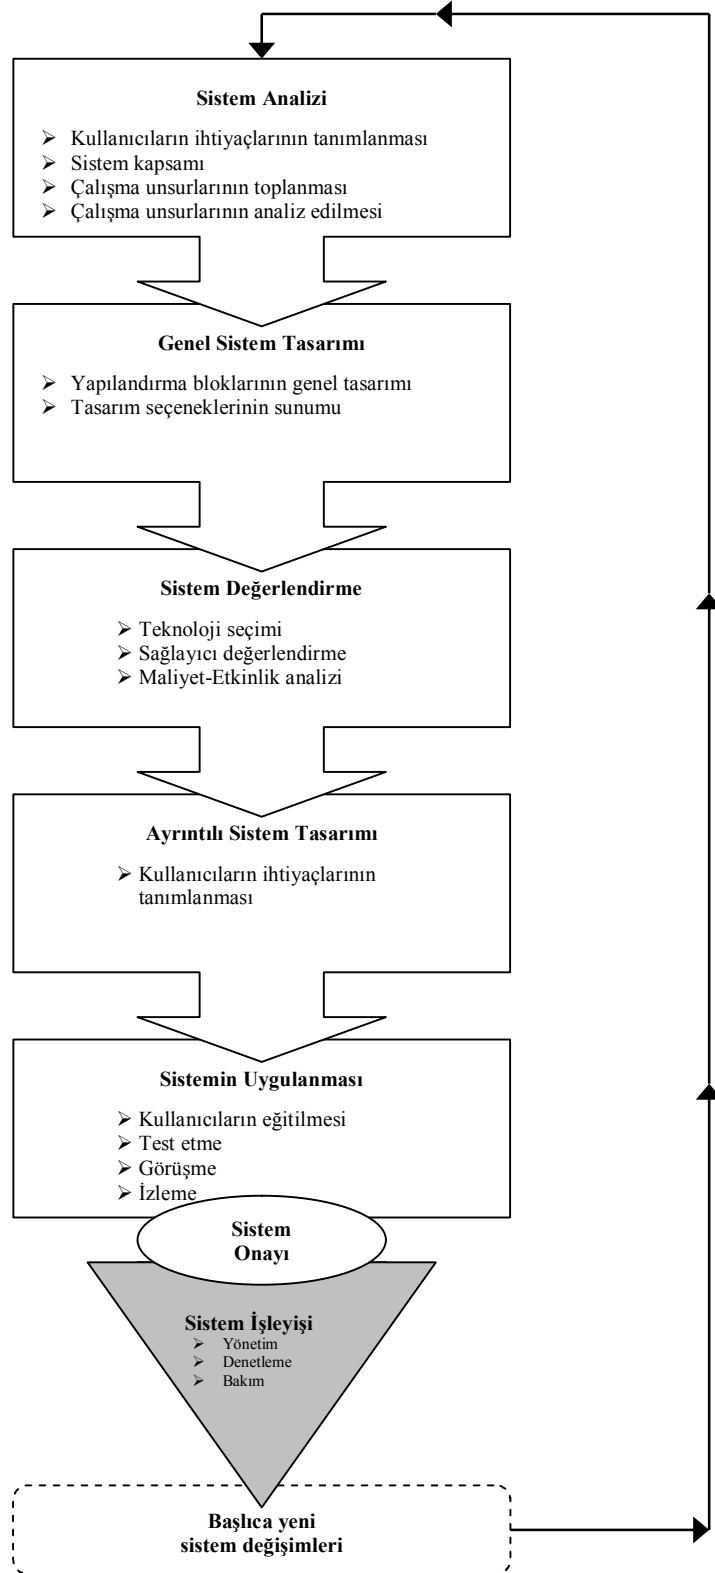 Sistem Analizi
➢ Kullanıcıların ihtiyaçlarının tanımlanması
➢ Sistem kapsamı
➢ Çalışma unsurlarının toplanması
➢ Çalışma unsurlarının analiz edilmesi
Genel Sistem Tasarımı
➢ Yapılandırma bloklarının genel tasarımı
➢ Tasarım seçeneklerinin sunumu
Sistem Değerlendirme
➢ Teknoloji seçimi
➢ Sağlayıcı değerlendirme
➢ Maliyet-Etkinlik analizi
Ayrıntılı Sistem Tasarımı
➢ Kullanıcıların ihtiyaçlarının
tanımlanması
Sistemin Uygulanması
➢ Kullanıcıların eğitilmesi
➢ Test etme
➢ Görüşme
➢ İzleme
Sistem
Onayı
Sistem İşleyişi
➢ Yönetim
➢ Denetleme
➢ Bakım
Başlıca yeni
sistem değişimleri